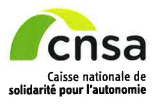 cnsa
Caisse nationale de
solidarité pour l'autonomie